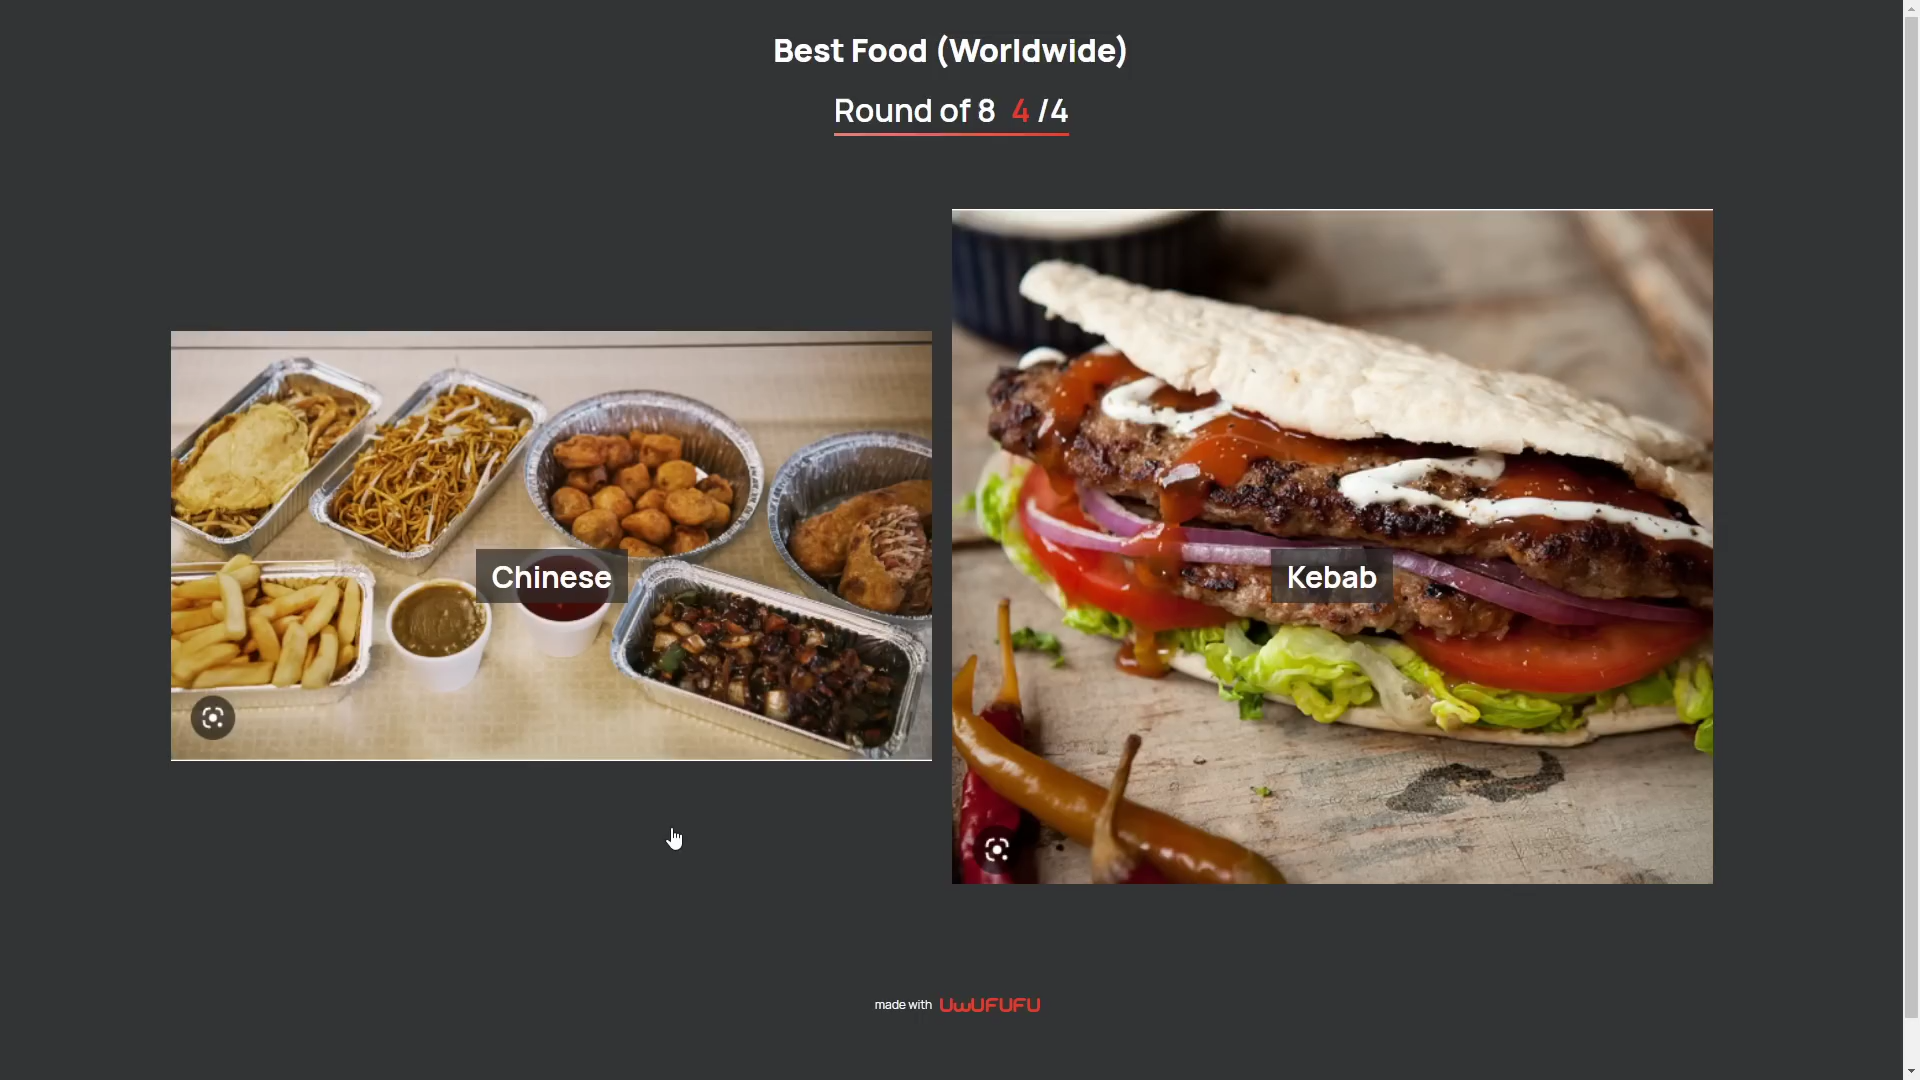 Best Food (Worldwide)
Round of 8 4 /4
Chinese
Kebab
made with UwUFUFU